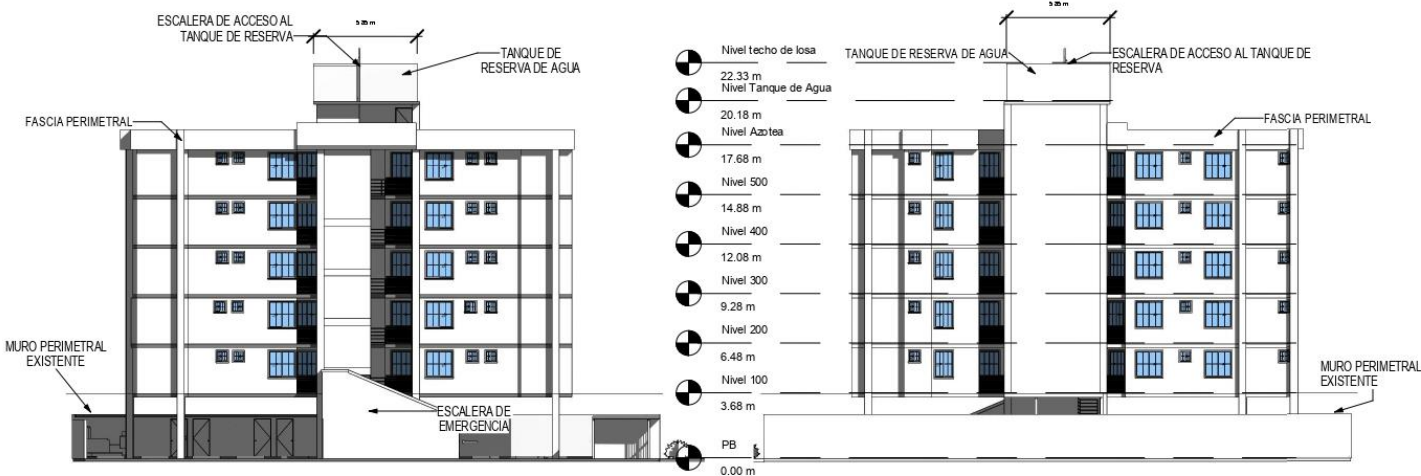 ESCALERA DE ACCESO AL
TANQUE DE RESERVA
TANQUE DE
RESERVA DE AGUA
FASCIA PERIMETRAL
MURO PERIMETRAL
EXISTENTE
ESCALERA DE
EMERGENCIA
Nivel techo de losa
22.33 m
Nivel Tanque de Agua
20.18 m
Nivel Azotea
17.68 m
Nivel 500
14.88 m
Nivel 400
12.08 m
Nivel 300
9.28 m
Nivel 200
6.48 m
Nivel 100
3.68 m
PB
0.00 m
TANQUE DE RESERVA DE AGUA
ESCALERA DE ACCESO AL TANQUE DE
RESERVA
FASCIA PERIMETRAL
MURO PERIMETRAL
EXISTENTE